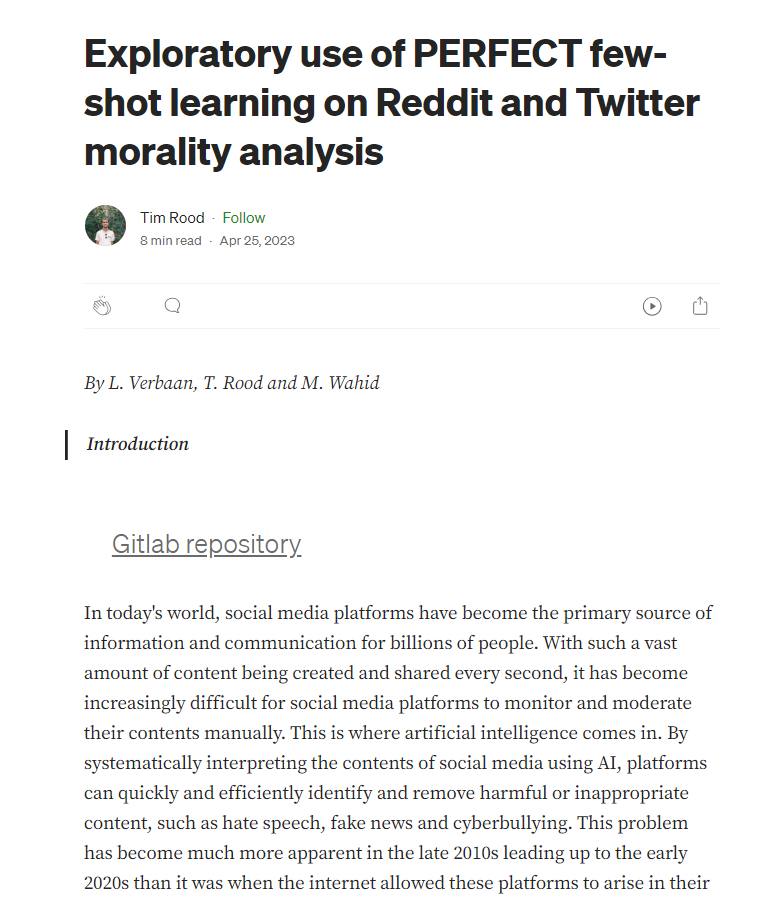 Exploratory use of PERFECT few-
shot learning on Reddit and Twitter
morality analysis
Tim Rood · Follow
8 min read · Apr 25, 2023
By L. Verbaan, T. Rood and M. Wahid
Introduction
Gitlab repository
In today's world, social media platforms have become the primary source of
information and communication for billions of people. With such a vast
amount of content being created and shared every second, it has become
increasingly difficult for social media platforms to monitor and moderate
their contents manually. This is where artificial intelligence comes in. By
systematically interpreting the contents of social media using AI, platforms
can quickly and efficiently identify and remove harmful or inappropriate
content, such as hate speech, fake news and cyberbullying. This problem
has become much more apparent in the late 2010s leading up to the early
2020s than it was when the internet allowed these platforms to arise in their